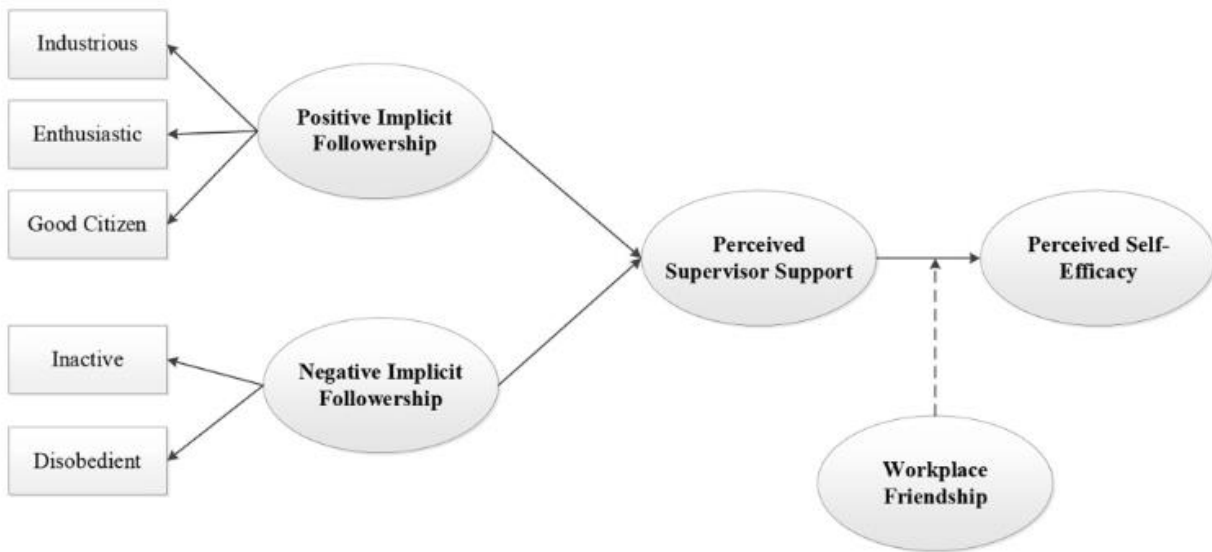 Industrious
Enthusiastic
Good Citizen
Positive Implicit
Followership
Inactive
Disobedient
Negative Implicit
Followership
Perceived
Supervisor Support
Perceived Self-
Efficacy
Workplace
Friendship